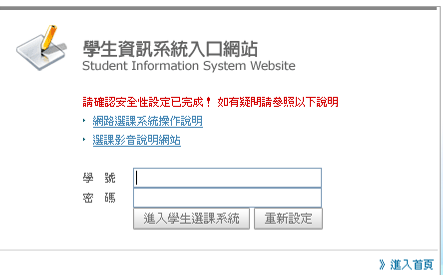 學生資訊系統入口網站
Student Information System Website
請確認安全性設定已完成！ 如有疑問請參照以下說明
網路選課系統操作說明
選課影音說明網站
學 號
密 碼
進入學生選課系統 重新設定
》進入首頁